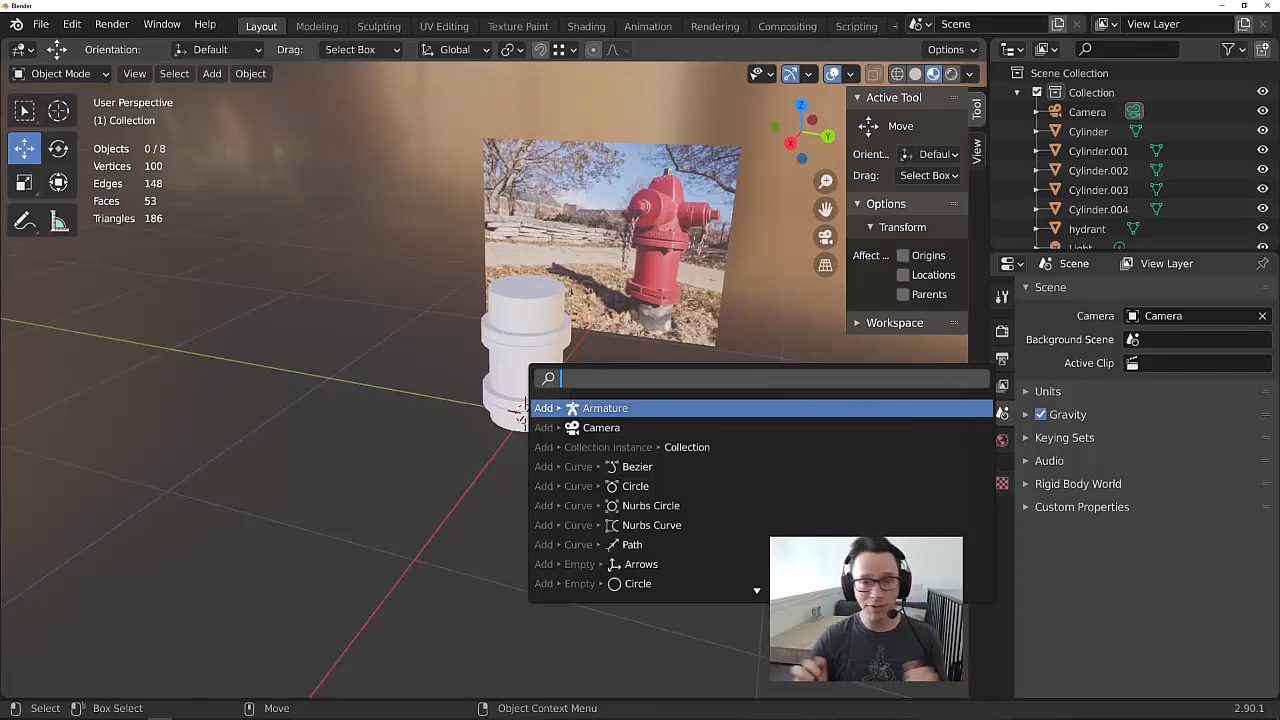 Blender
File Edit Render Window Help
Layout Modeling Sculpting UV Editing Texture Paint Shading Animation Rendering Compositing Scripting
Scene
View Layer
Orientation: Default Drag: Select Box Global Options
Object Mode View Select Add Object
User Perspective
(1) Collection
Objects 0 / 8
Vertices 100
Edges 148
Faces 53
Triangles 186
Z
Y
X
Active Tool
Move
Orient... Defaul
Drag: Select Box
Options
Transform
Affect ... Origins
Locations
Parents
Workspace
Tool
View
Scene Collection
Collection
Camera
Cylinder
Cylinder.001
Cylinder.002
Cylinder.003
Cylinder.004
hydrant
Light
Scene View Layer
Scene
Camera Camera
Background Scene
Active Clip
Units
Gravity
Keying Sets
Audio
Rigid Body World
Custom Properties
Add Armature
Add Camera
Add Collection Instance Collection
Add Curve Bezier
Add Curve Circle
Add Curve Nurbs Circle
Add Curve Nurbs Curve
Add Curve Path
Add Empty Arrows
Add Empty Circle
Select Box Select Move Object Context Menu 2.90.1